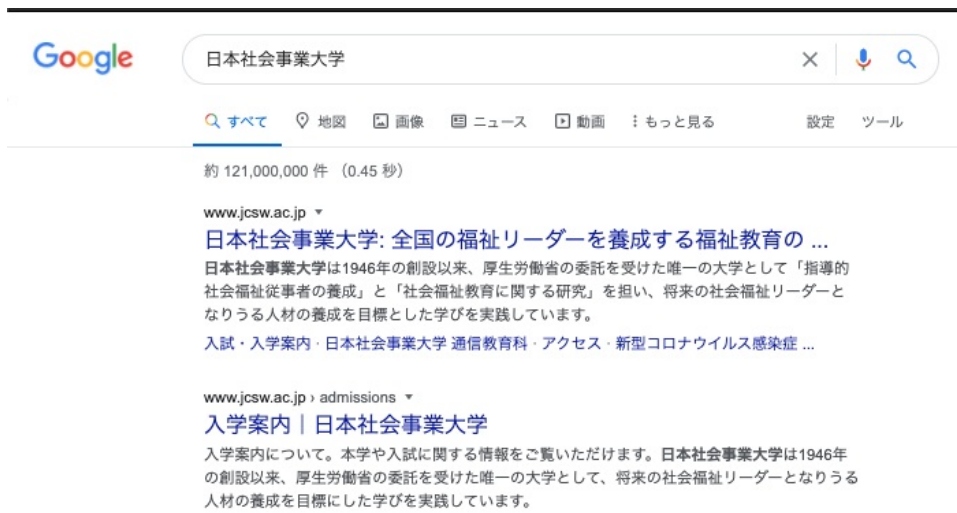 Google 日本社会事業大学
すべて 地図 画像 ニュース 動画 もっと見る 設定 ツール
約 121,000,000 件 （0.45 秒）
www.jcsw.ac.jp
日本社会事業大学: 全国の福祉リーダーを養成する福祉教育の ...
日本社会事業大学は1946年の創設以来、厚生労働省の委託を受けた唯一の大学として「指導的
社会福祉従事者の養成」と「社会福祉教育に関する研究」を担い、将来の社会福祉リーダーと
なりうる人材の養成を目標とした学びを実践しています。
入試・入学案内 · 日本社会事業大学 通信教育科 · アクセス · 新型コロナウイルス感染症 ...
www.jcsw.ac.jp › admissions
入学案内｜日本社会事業大学
入学案内について。本学や入試に関する情報をご覧いただけます。日本社会事業大学は1946年
の創設以来、厚生労働省の委託を受けた唯一の大学として、将来の社会福祉リーダーとなりうる
人材の養成を目標にした学びを実践しています。